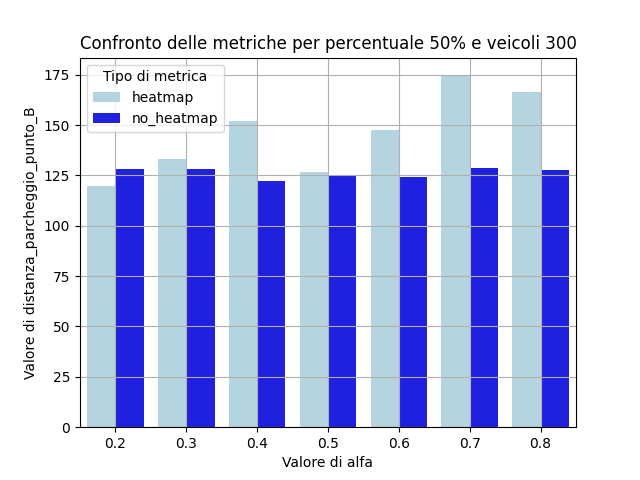 Confronto delle metriche per percentuale 50% e veicoli 300
Valore di distanza_parcheggio_punto_B
175
150
125
100
75
50
25
0
Tipo di metrica
heatmap
no_heatmap
0.2 0.3 0.4 0.5 0.6 0.7 0.8
Valore di alfa